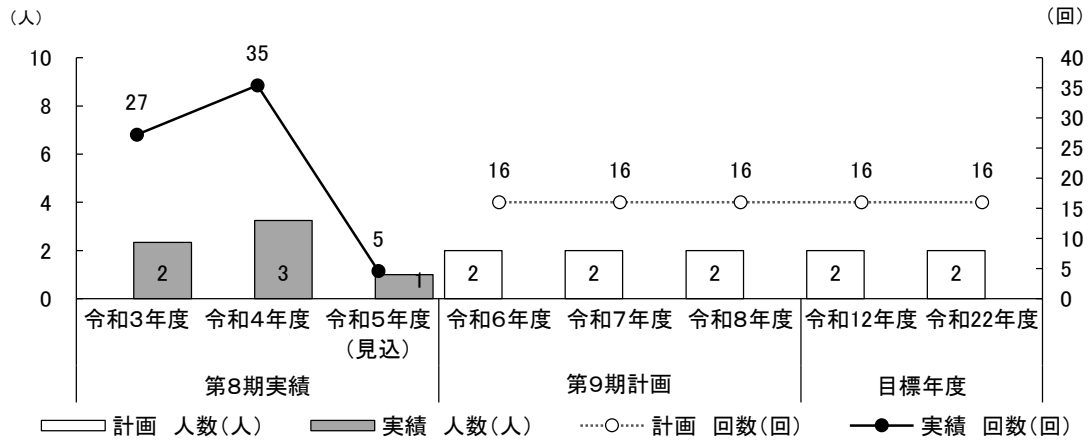 （人）
（回）
10
8
6
4
2
0
40
35
30
25
20
15
10
5
0
27
35
5
16
16
16
16
16
2
3
1
2
2
2
2
2
令和3年度
令和4年度
令和5年度
（見込）
令和6年度
令和7年度
令和8年度
令和12年度
令和22年度
第8期実績
第9期計画
目標年度
計画　人数（人）
実績　人数（人）
計画　回数（回）
実績　回数（回）